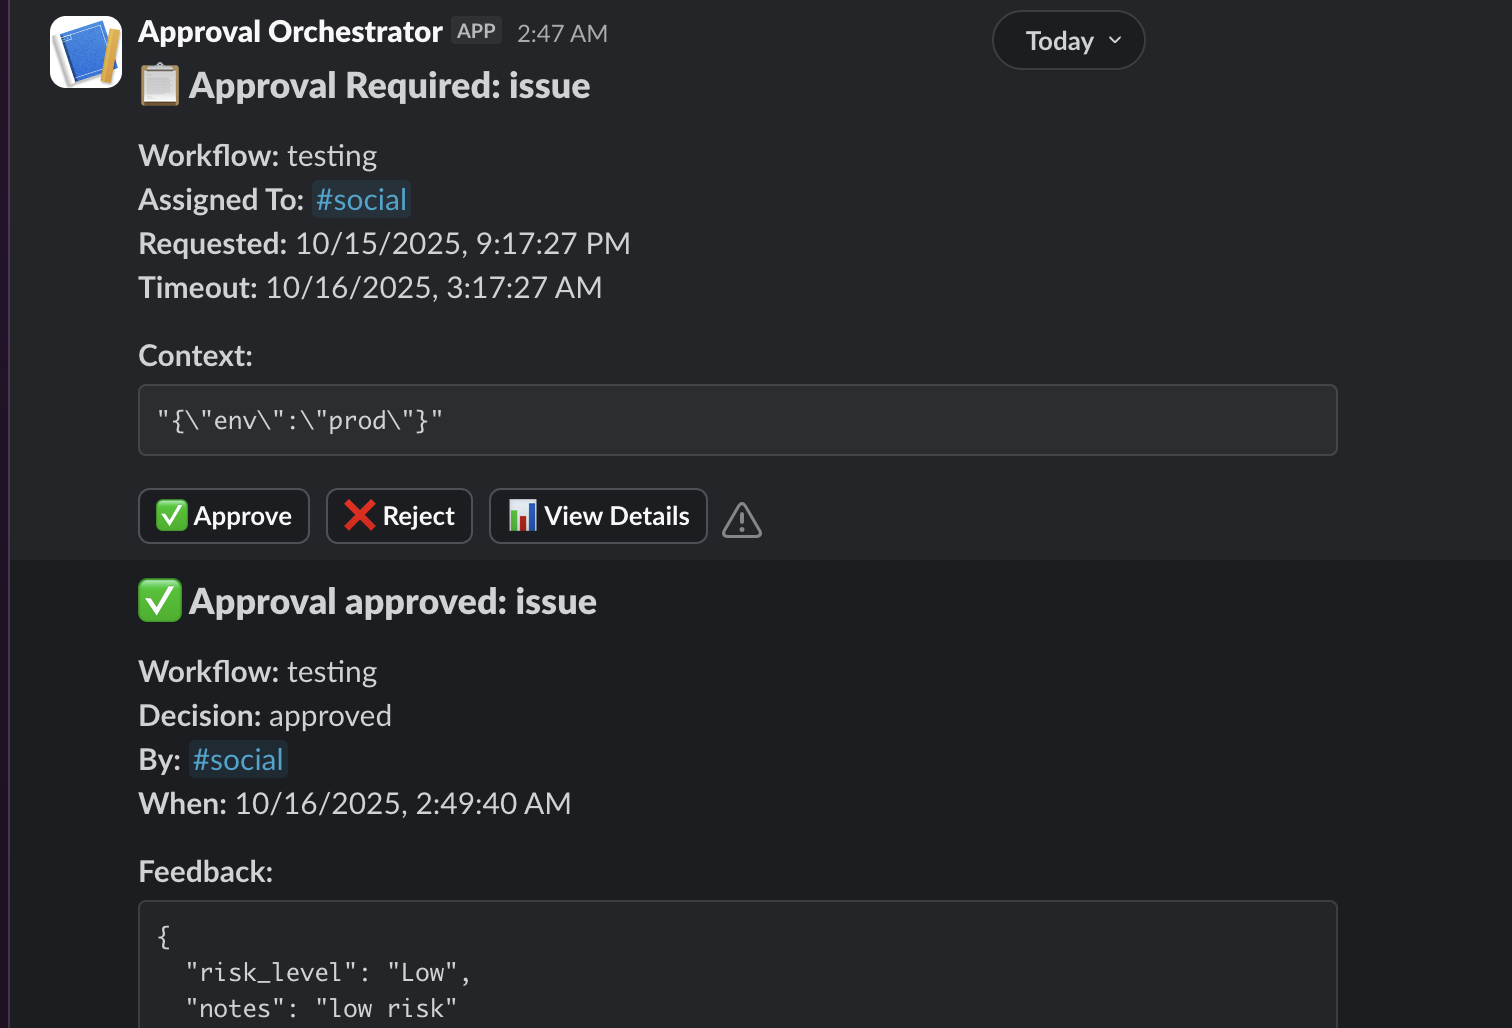 Approval Orchestrator APP 2:47 AM
Today
Approval Required: issue
Workflow: testing
Assigned To: #social
Requested: 10/15/2025, 9:17:27 PM
Timeout: 10/16/2025, 3:17:27 AM
Context:
"{\"env\":\"prod\"}"
Approve Reject View Details
Approval approved: issue
Workflow: testing
Decision: approved
By: #social
When: 10/16/2025, 2:49:40 AM
Feedback:
{
"risk_level": "Low",
"notes": "low risk"